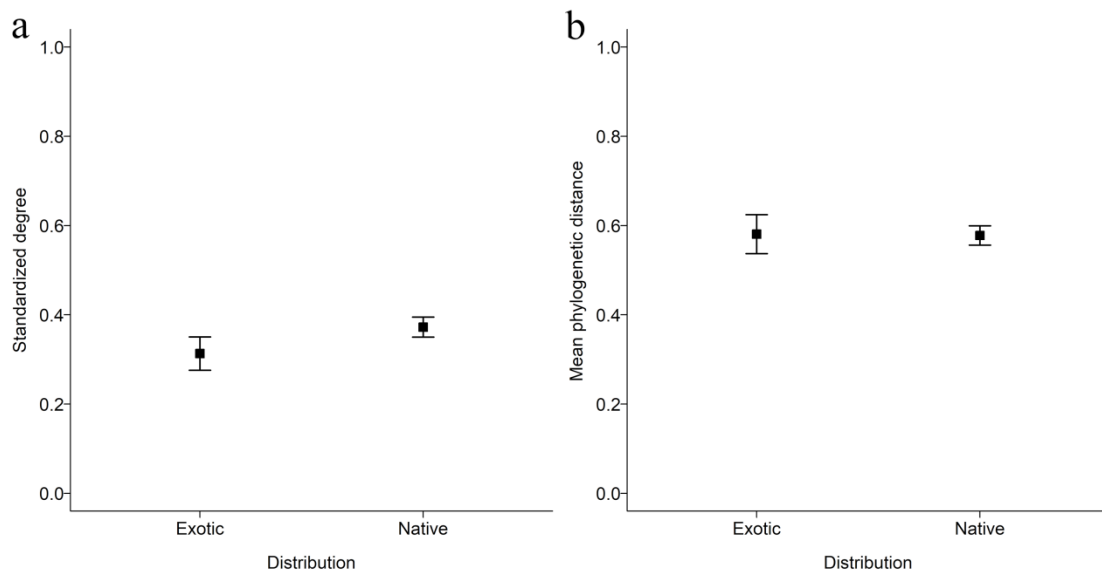 a
1.0
0.8
0.6
0.4
0.2
0.0
Standardized degree
Exotic
Native
Distribution
b
1.0
0.8
0.6
0.4
0.2
0.0
Mean phylogenetic distance
Exotic
Native
Distribution